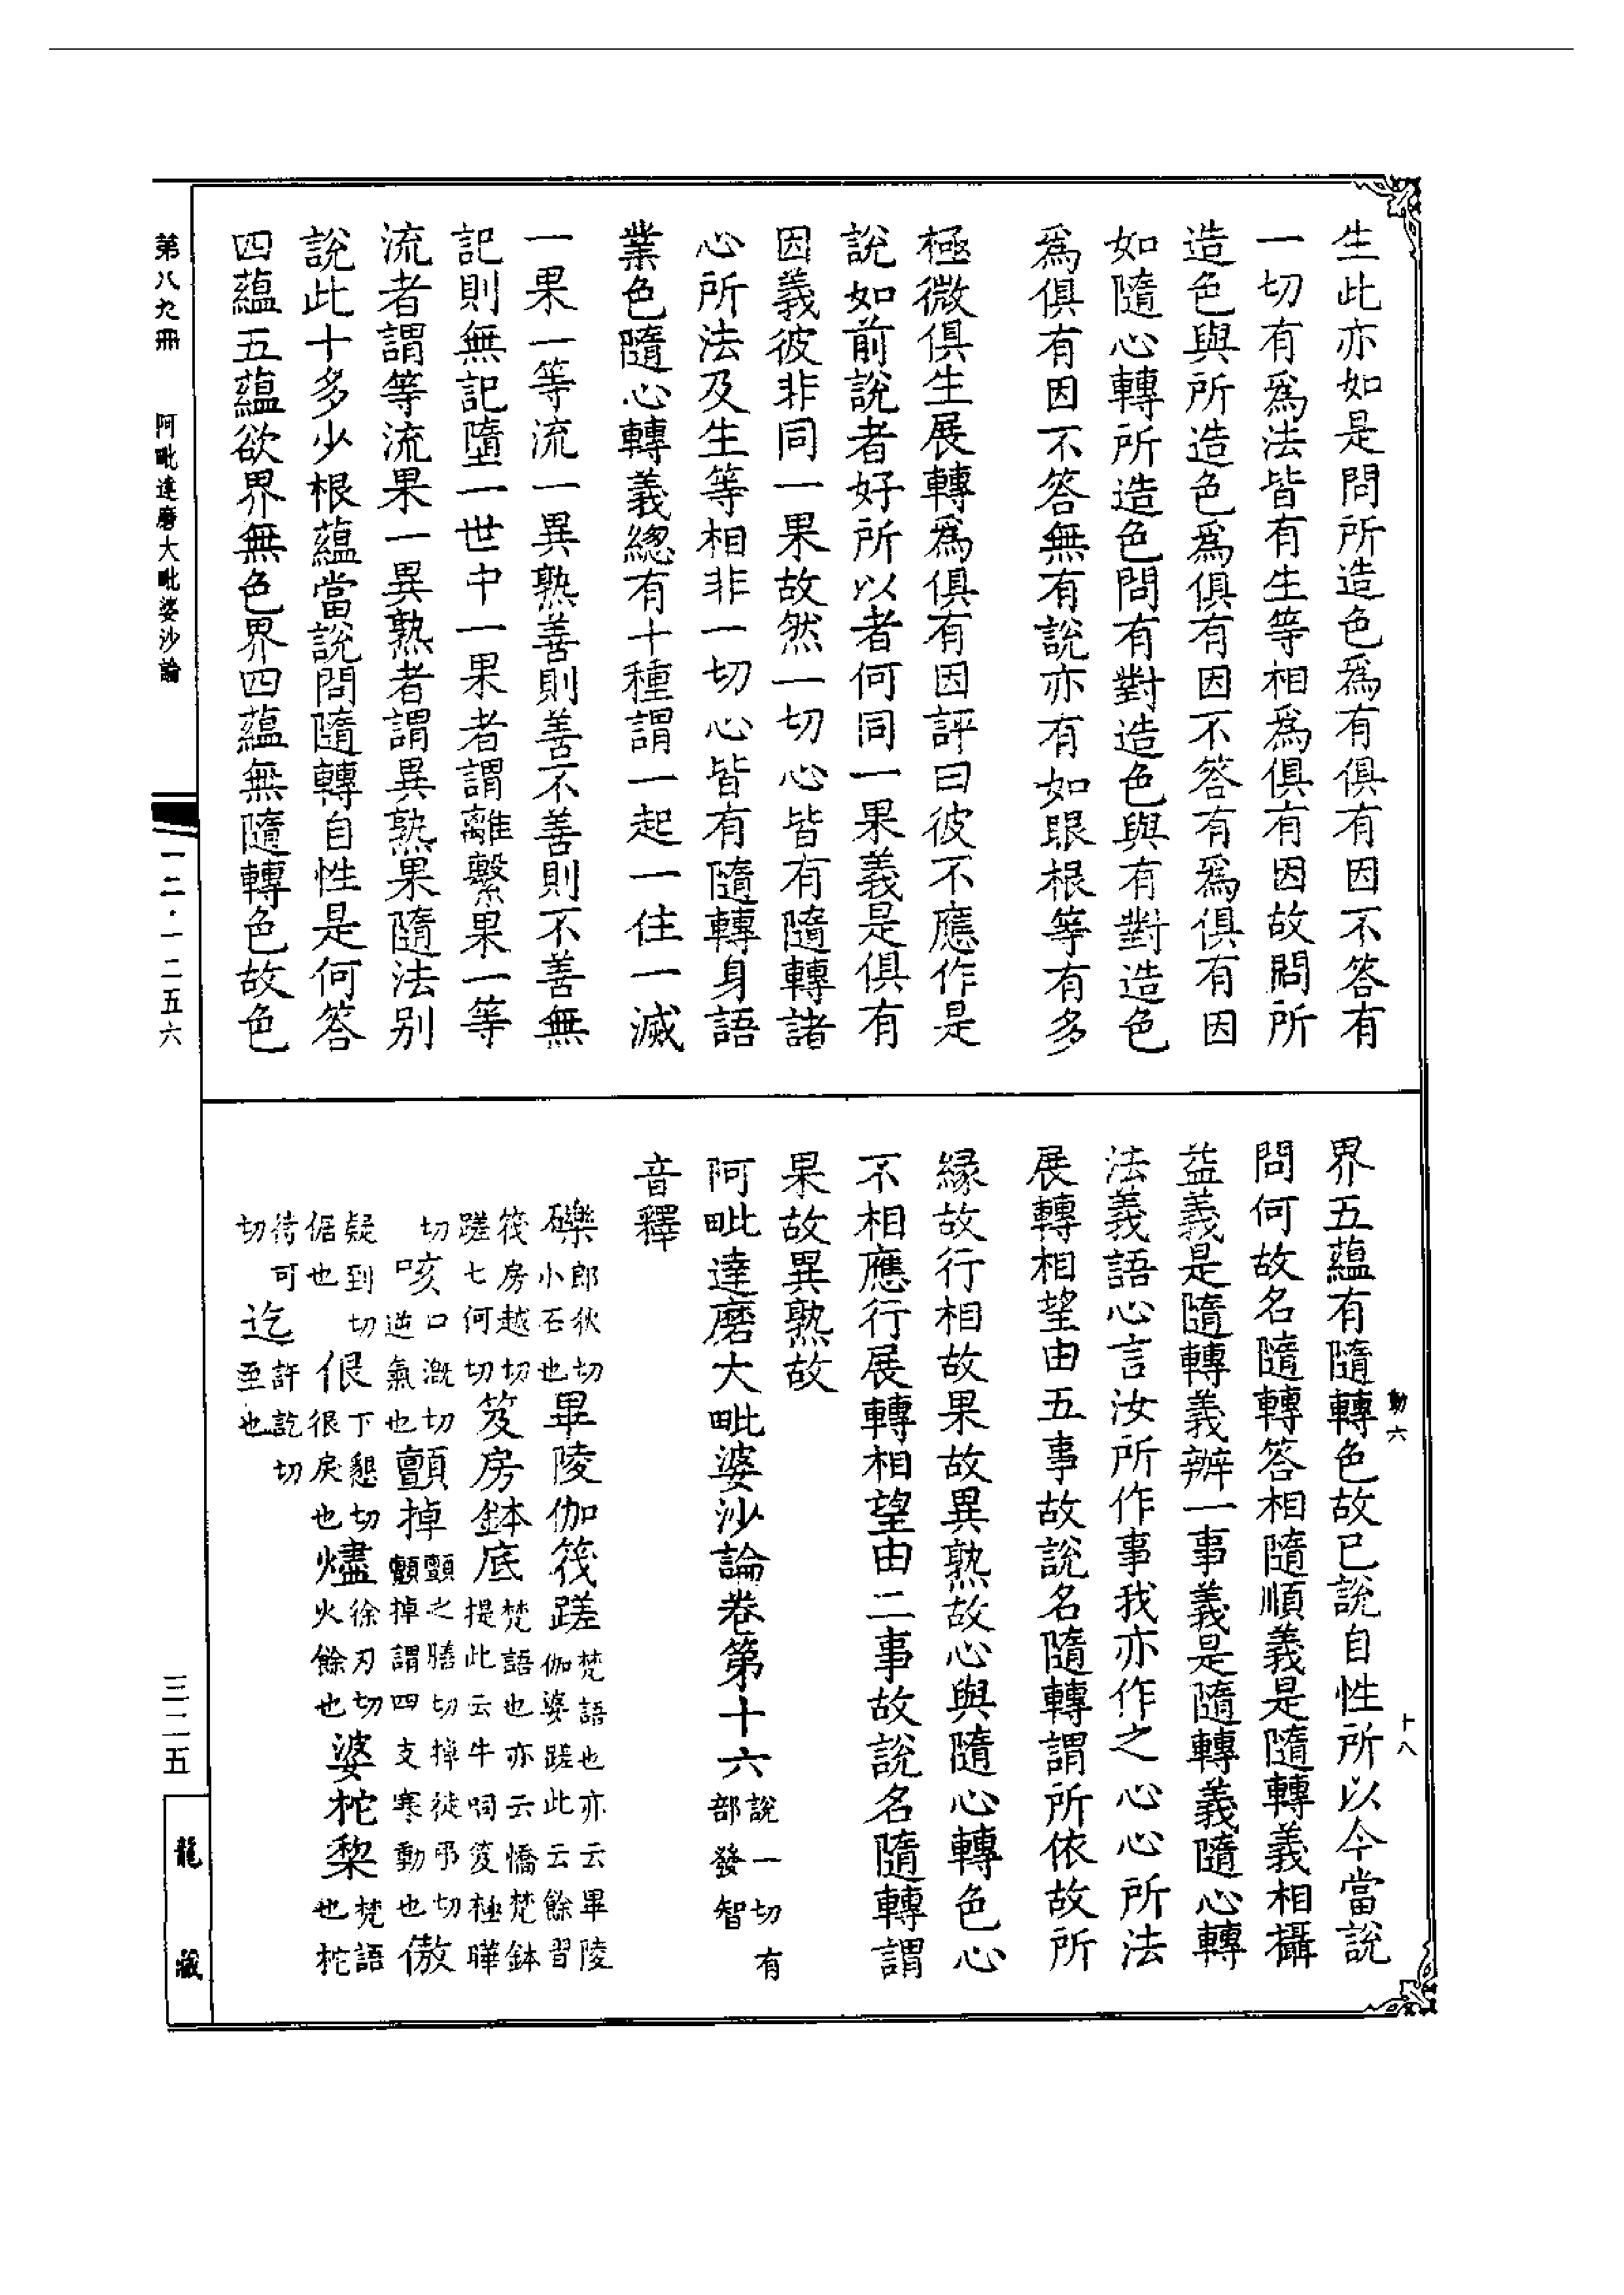 生此亦如是問所造色爲有俱有因不答有
一切有爲法皆有生等相爲俱有因故問所
造色與所造色爲俱有因不答有爲俱有因
如隨心轉所造色問有對造色與有對造色
爲俱有因不答無有說亦有如眼根等有多
極微俱生展轉爲俱有因評曰彼不應作是
說如前說者好所以者何同一果義是俱有
因義彼非同一果故然一切心皆有隨轉諸
心所法及生等相非一切心皆有隨轉身語
業色隨心轉義總有十種謂一起一住一滅
一果一等流一異熟善則善不善則不善無
記則無記墮一世中一果者謂離繫果一等
流者謂等流果一異熟者謂異熟果隨法別
說此十多少根蘊當說問隨轉自性是何答
四蘊五蘊欲界無色界四蘊無隨轉色故色
界五蘊有隨轉色故已說自性所以今當說
問何故名隨轉答相隨順義是隨轉義相攝
益義是隨轉義辦一事義是隨轉義隨心轉
法義語心言汝所作事我亦作之心心所法
展轉相望由五事故說名隨轉謂所依故所
緣故行相故果故異熟故心與隨心轉色心
不相應行展轉相望由二事故說名隨轉謂
果故異熟故
阿毗達磨大毗婆沙論卷第十六 說一切有部發智
音釋
礫 郎狄切小石也 畢陵伽筏蹉 梵語也亦云畢陵伽婆蹉此云餘習
筏房越切蹉七何切 笈房鉢底 梵語也亦云憍梵鉢提此云牛呞笈極曄
切 咳 口溉切逆氣也 顫掉 顫之膳切掉徒弔切顫掉謂四支寒動也 傲
疑到切倨也 佷 下懇切很戾也 燼 徐刃切火餘也 婆柁棃 梵語也柁
待可切 迄 許訖切至也
動六
十八
第八九冊 阿毗達磨大毗婆沙論
一二·一二五六
三二五
龍藏